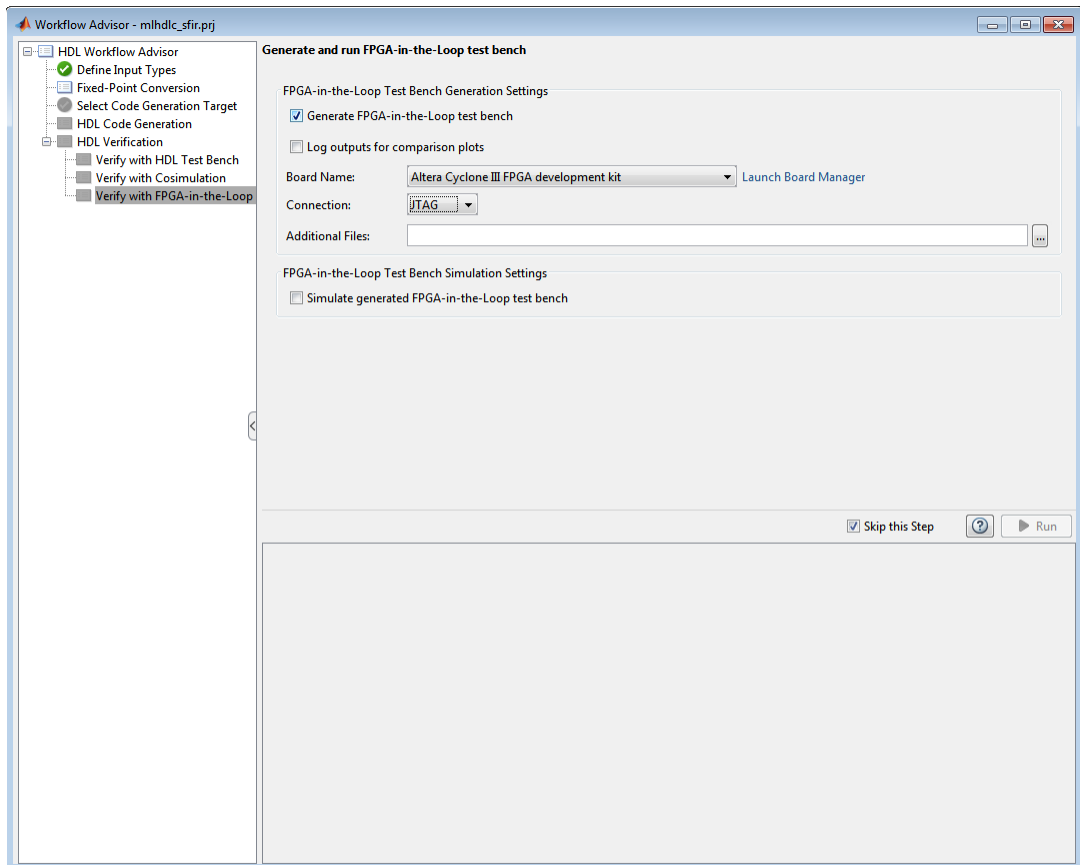 Workflow Advisor - mlhdlc_sfir.prj
HDL Workflow Advisor
Define Input Types
Fixed-Point Conversion
Select Code Generation Target
HDL Code Generation
HDL Verification
Verify with HDL Test Bench
Verify with Cosimulation
Verify with FPGA-in-the-Loop
Generate and run FPGA-in-the-Loop test bench
FPGA-in-the-Loop Test Bench Generation Settings
Generate FPGA-in-the-Loop test bench
Log outputs for comparison plots
Board Name: Altera Cyclone III FPGA development kit Launch Board Manager
Connection: JTAG
Additional Files: ...
FPGA-in-the-Loop Test Bench Simulation Settings
Simulate generated FPGA-in-the-Loop test bench
Skip this Step ? Run